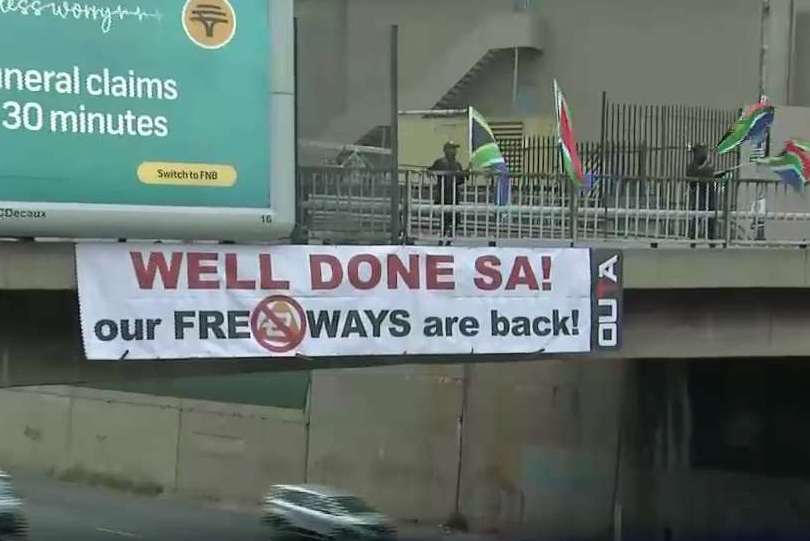 neral claims
30 minutes
Switch to FNB
CDecaux
16
WELL DONE SA!
our FRE WAYS are back!
OUTA